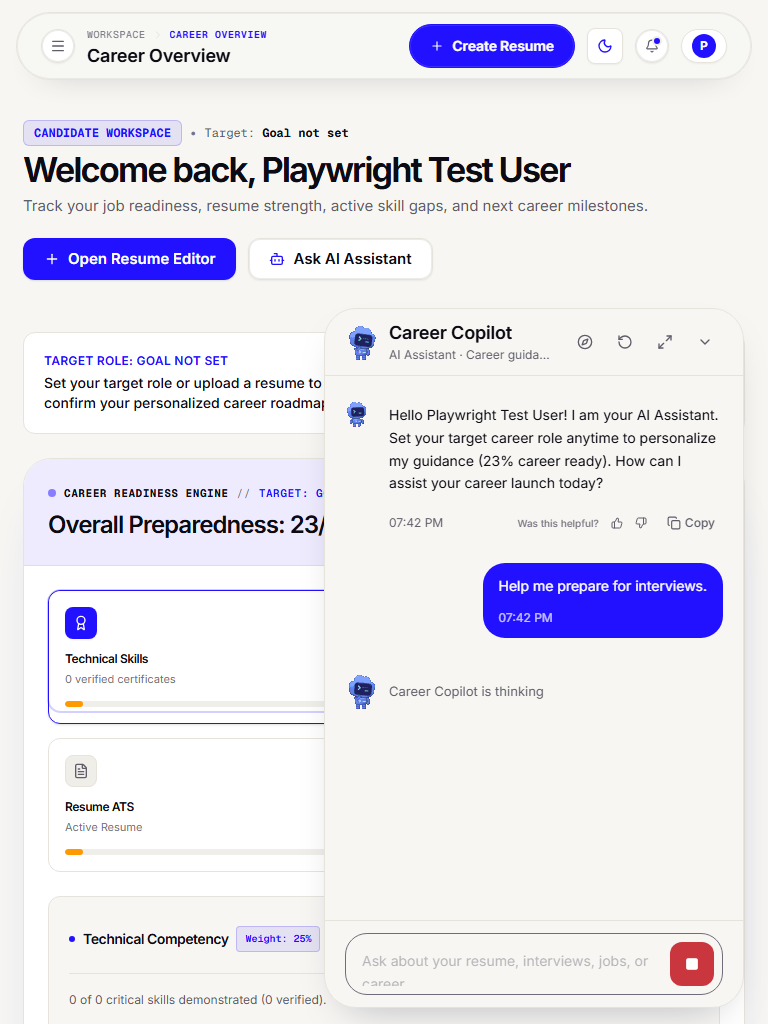 WORKSPACE CAREER OVERVIEW
Career Overview
Create Resume
P
CANDIDATE WORKSPACE • Target: Goal not set
Welcome back, Playwright Test User
Track your job readiness, resume strength, active skill gaps, and next career milestones.
Open Resume Editor
Ask AI Assistant
TARGET ROLE: GOAL NOT SET
Set your target role or upload a resume to
confirm your personalized career roadmap
CAREER READINESS ENGINE // TARGET: G
Overall Preparedness: 23/
Technical Skills
0 verified certificates
Resume ATS
Active Resume
Technical Competency Weight: 25%
0 of 0 critical skills demonstrated (0 verified).
Career Copilot
AI Assistant · Career guida...
Hello Playwright Test User! I am your AI Assistant.
Set your target career role anytime to personalize
my guidance (23% career ready). How can I
assist your career launch today?
07:42 PM
Was this helpful?
Copy
Help me prepare for interviews.
07:42 PM
Career Copilot is thinking
Ask about your resume, interviews, jobs, or
career